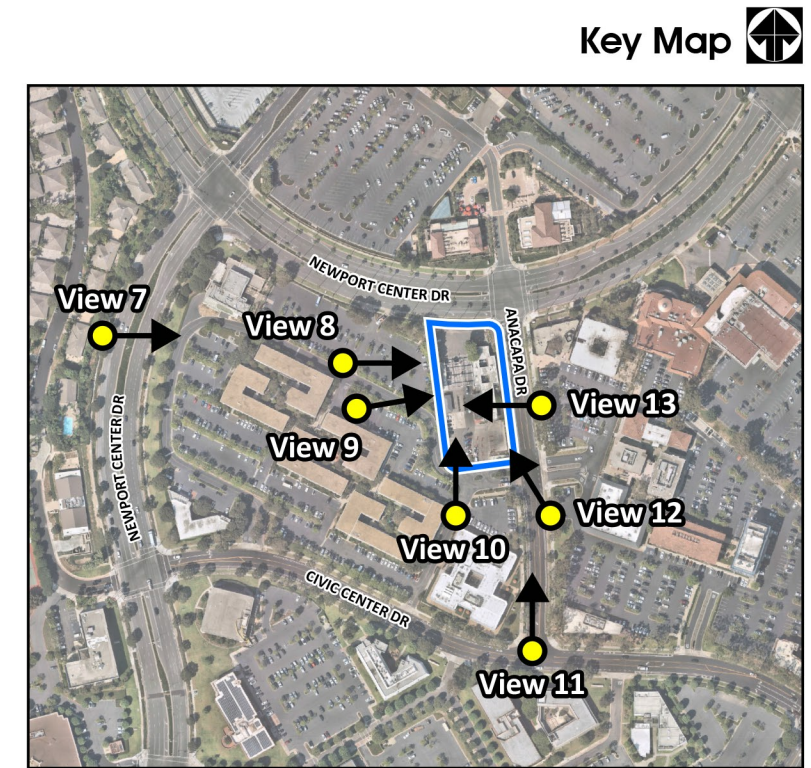 Key Map
NEWPORT CENTER DR
ANACAPA DR
View 7
View 8
View 13
NEWPORT CENTER DR
View 9
View 12
View 10
CIVIC CENTER DR
View 11